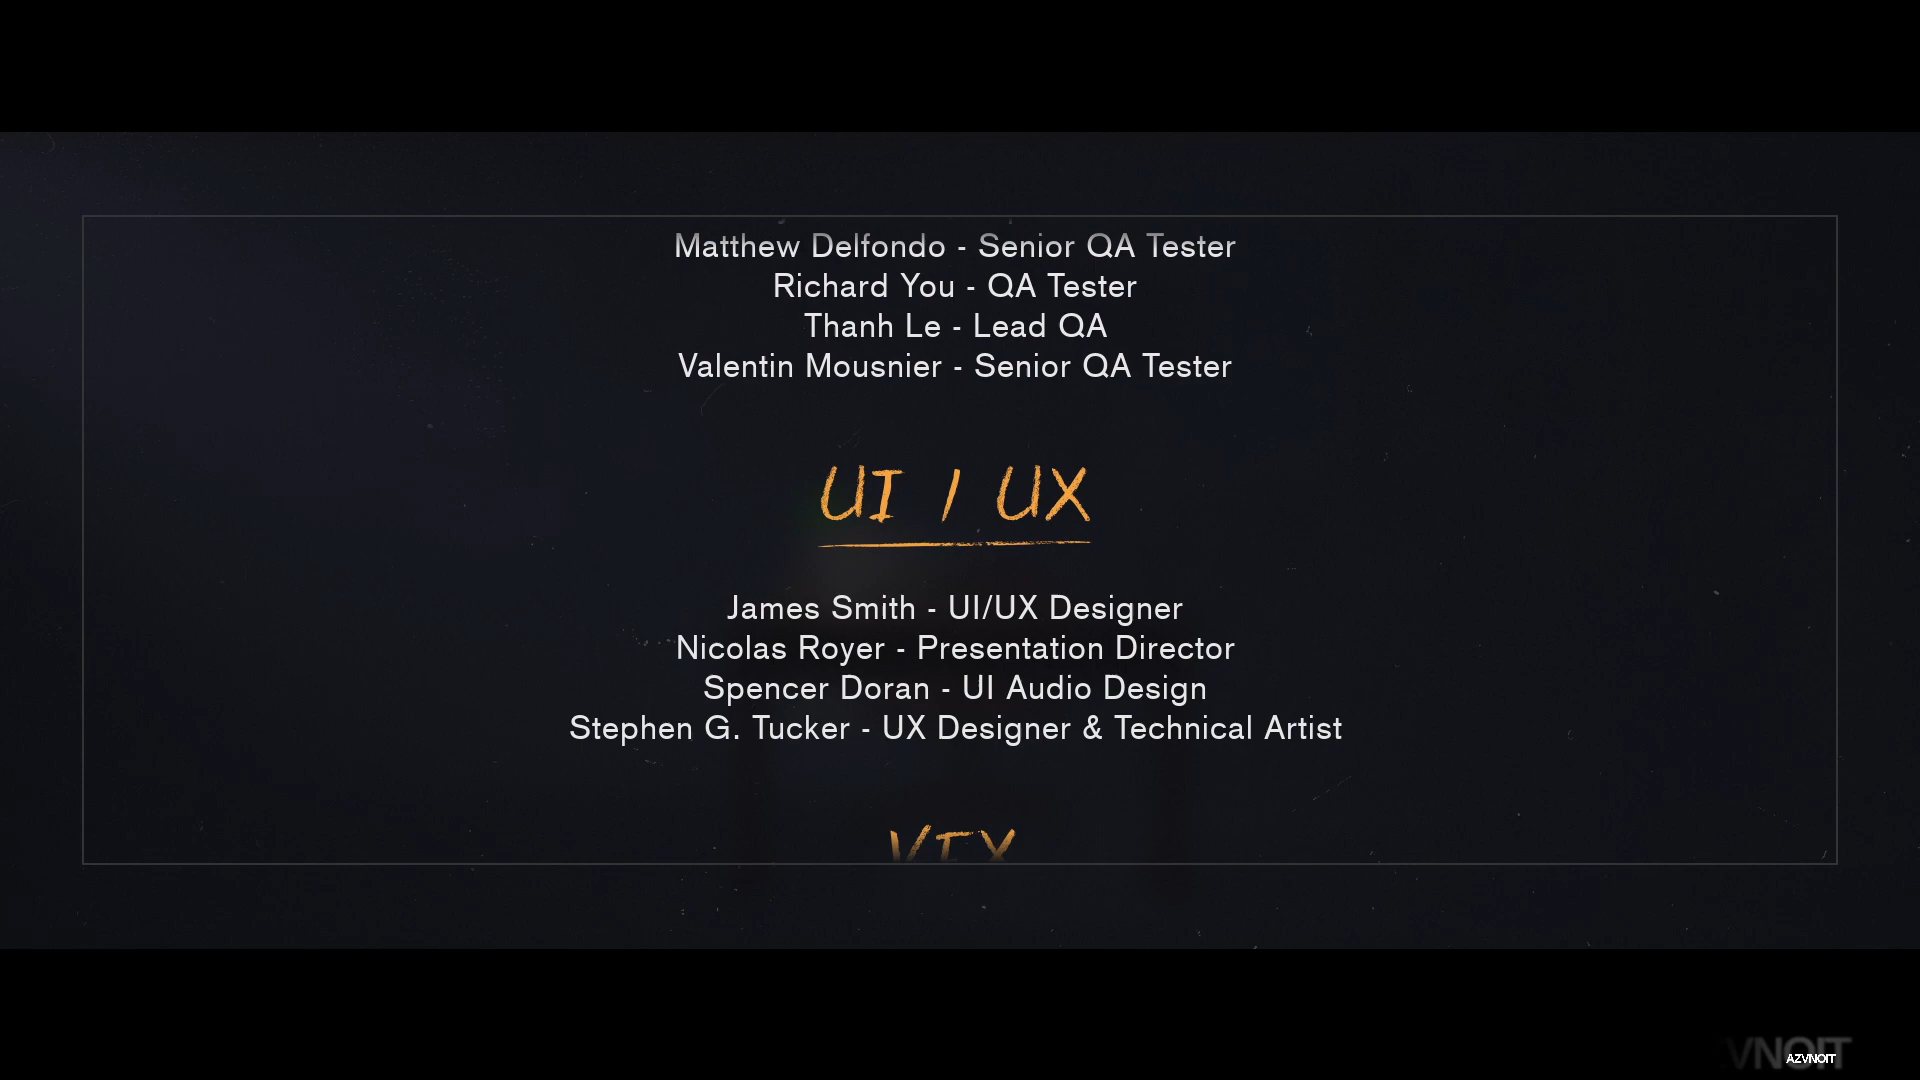 Matthew Delfondo - Senior QA Tester
Richard You - QA Tester
Thanh Le - Lead QA
Valentin Mousnier - Senior QA Tester
UI / UX
James Smith - UI/UX Designer
Nicolas Royer - Presentation Director
Spencer Doran - UI Audio Design
Stephen G. Tucker - UX Designer & Technical Artist
VFX
VNOIT
AZVNOIT